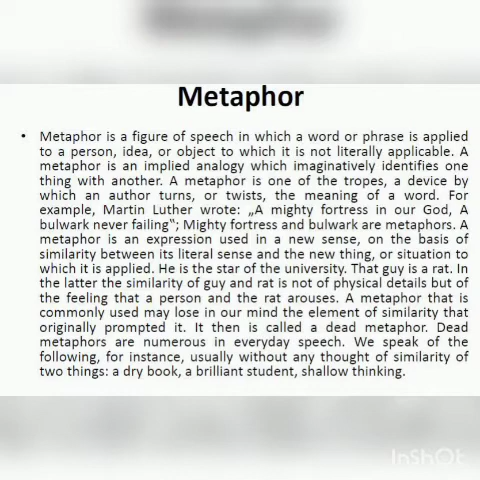 Metaphor
• Metaphor is a figure of speech in which a word or phrase is applied
to a person, idea, or object to which it is not literally applicable. A
metaphor is an implied analogy which imaginatively identifies one
thing with another. A metaphor is one of the tropes, a device by
which an author turns, or twists, the meaning of a word. For
example, Martin Luther wrote: „A mighty fortress in our God, A
bulwark never failing‟; Mighty fortress and bulwark are metaphors. A
metaphor is an expression used in a new sense, on the basis of
similarity between its literal sense and the new thing, or situation to
which it is applied. He is the star of the university. That guy is a rat. In
the latter the similarity of guy and rat is not of physical details but of
the feeling that a person and the rat arouses. A metaphor that is
commonly used may lose in our mind the element of similarity that
originally prompted it. It then is called a dead metaphor. Dead
metaphors are numerous in everyday speech. We speak of the
following, for instance, usually without any thought of similarity of
two things: a dry book, a brilliant student, shallow thinking.
InShOt